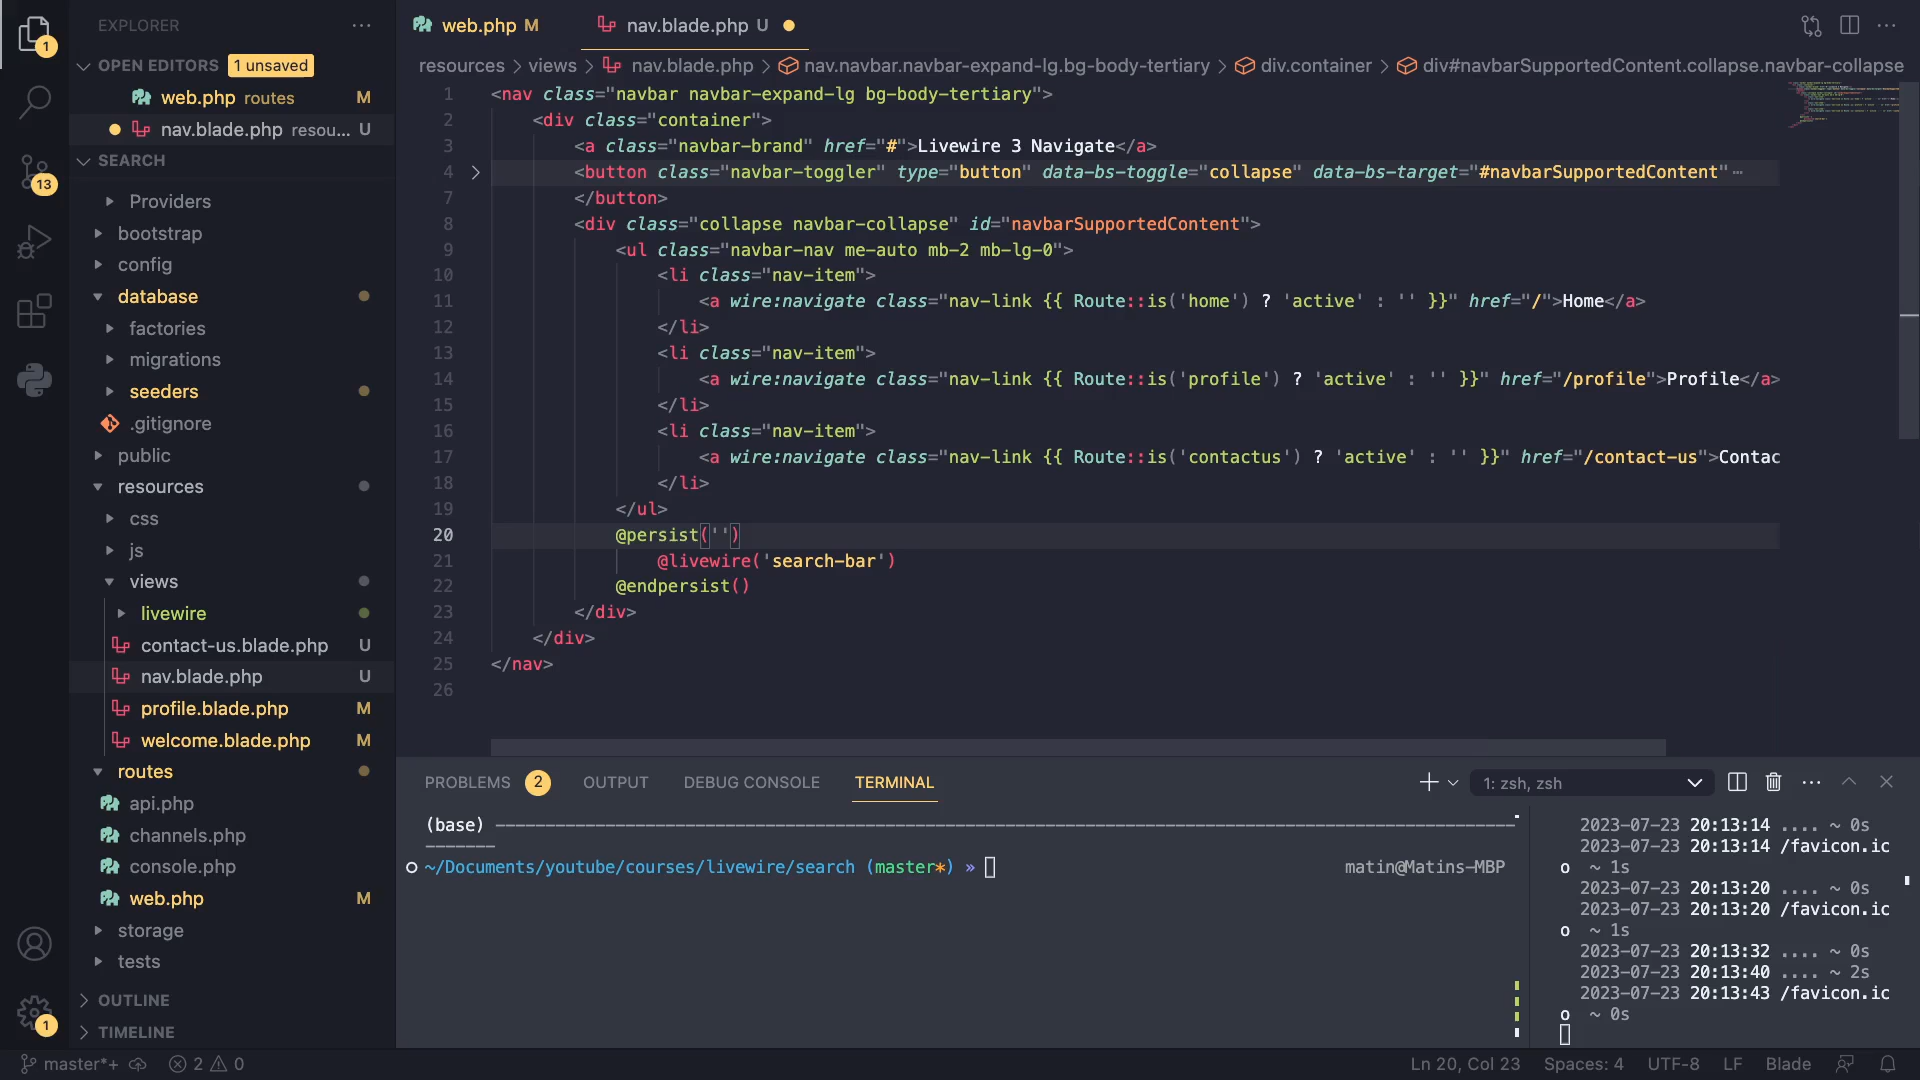 EXPLORER
OPEN EDITORS 1 unsaved
web.php routes M
nav.blade.php resou... U
SEARCH
Providers
bootstrap
config
database
factories
migrations
seeders
.gitignore
public
resources
css
js
views
livewire
contact-us.blade.php U
nav.blade.php U
profile.blade.php M
welcome.blade.php M
routes
api.php
channels.php
console.php
web.php M
storage
tests
OUTLINE
TIMELINE
1
13
1
web.php M
nav.blade.php U
resources > views > nav.blade.php > nav.navbar.navbar-expand-lg.bg-body-tertiary > div.container > div#navbarSupportedContent.collapse.navbar-collapse
1 <nav class="navbar navbar-expand-lg bg-body-tertiary">
2 <div class="container">
3 <a class="navbar-brand" href="#">Livewire 3 Navigate</a>
4 <button class="navbar-toggler" type="button" data-bs-toggle="collapse" data-bs-target="#navbarSupportedContent"⋯
7 </button>
8 <div class="collapse navbar-collapse" id="navbarSupportedContent">
9 <ul class="navbar-nav me-auto mb-2 mb-lg-0">
10 <li class="nav-item">
11 <a wire:navigate class="nav-link {{ Route::is('home') ? 'active' : '' }}" href="/">Home</a>
12 </li>
13 <li class="nav-item">
14 <a wire:navigate class="nav-link {{ Route::is('profile') ? 'active' : '' }}" href="/profile">Profile</a>
15 </li>
16 <li class="nav-item">
17 <a wire:navigate class="nav-link {{ Route::is('contactus') ? 'active' : '' }}" href="/contact-us">Contac
18 </li>
19 </ul>
20 @persist('')
21 @livewire('search-bar')
22 @endpersist()
23 </div>
24 </div>
25 </nav>
26
PROBLEMS 2 OUTPUT DEBUG CONSOLE TERMINAL
1: zsh, zsh
(base)
~/Documents/youtube/courses/livewire/search (master*) » matin@Matins-MBP
2023-07-23 20:13:14 .... ~ 0s
2023-07-23 20:13:14 /favicon.ic
o ~ 1s
2023-07-23 20:13:20 .... ~ 0s
2023-07-23 20:13:20 /favicon.ic
o ~ 1s
2023-07-23 20:13:32 .... ~ 0s
2023-07-23 20:13:40 .... ~ 2s
2023-07-23 20:13:43 /favicon.ic
o ~ 0s
master*+ 2 0
Ln 20, Col 23 Spaces: 4 UTF-8 LF Blade